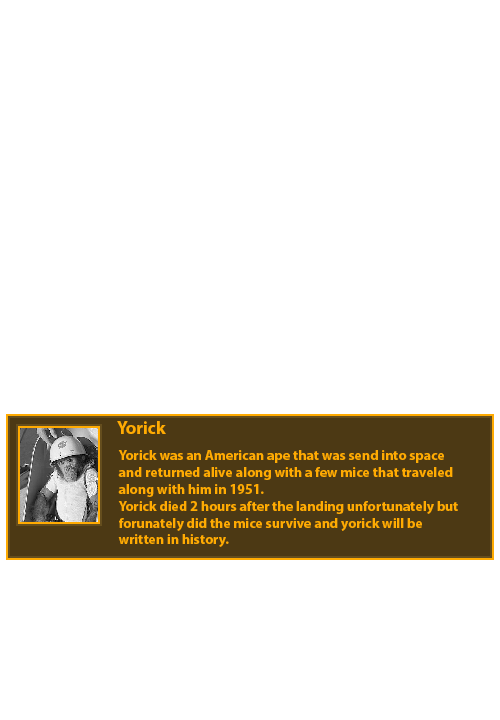 Yorick
Yorick was an American ape that was send into space
and returned alive along with a few mice that traveled
along with him in 1951.
Yorick died 2 hours after the landing unfortunately but
forunately did the mice survive and yorick will be
written in history.